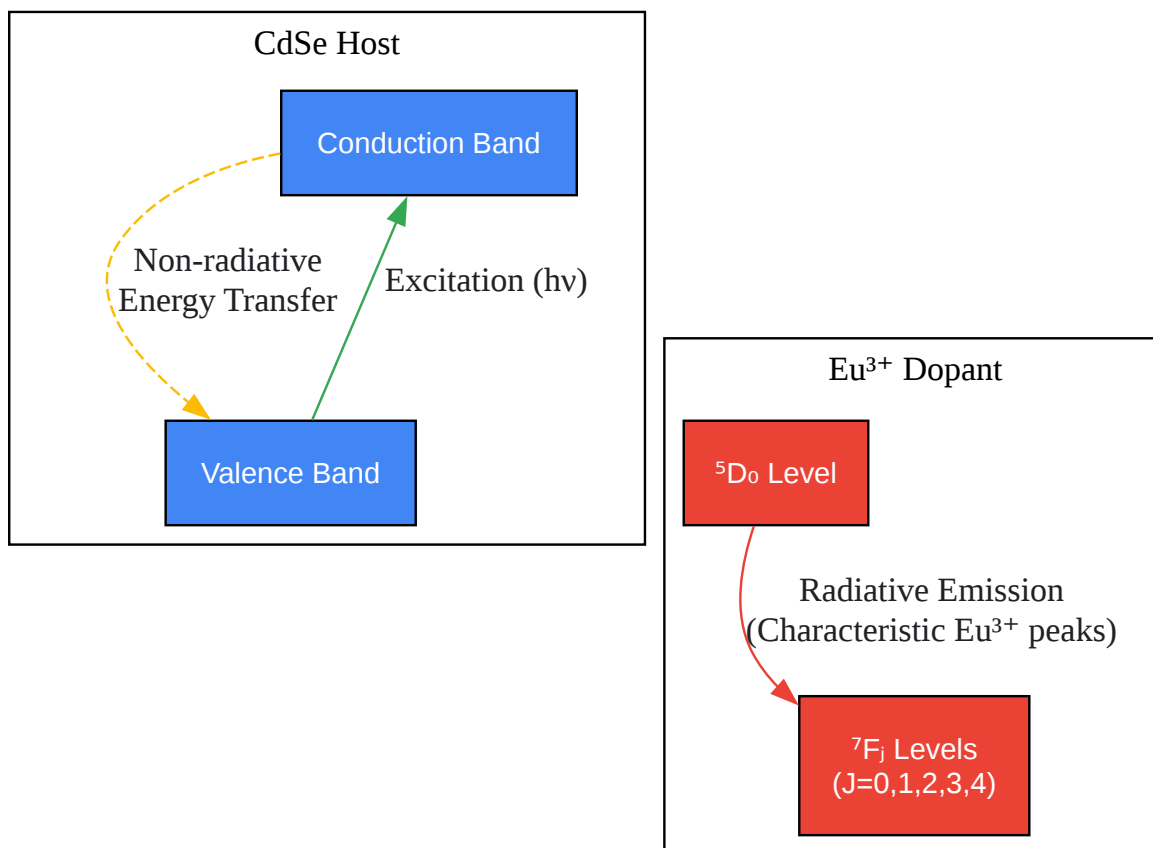 CdSe Host
Conduction Band
Non-radiative
Energy Transfer
Excitation (hν)
Valence Band
Eu³⁺ Dopant
⁵D₀ Level
Radiative Emission
(Characteristic Eu³⁺ peaks)
⁷Fⱼ Levels
(J=0,1,2,3,4)